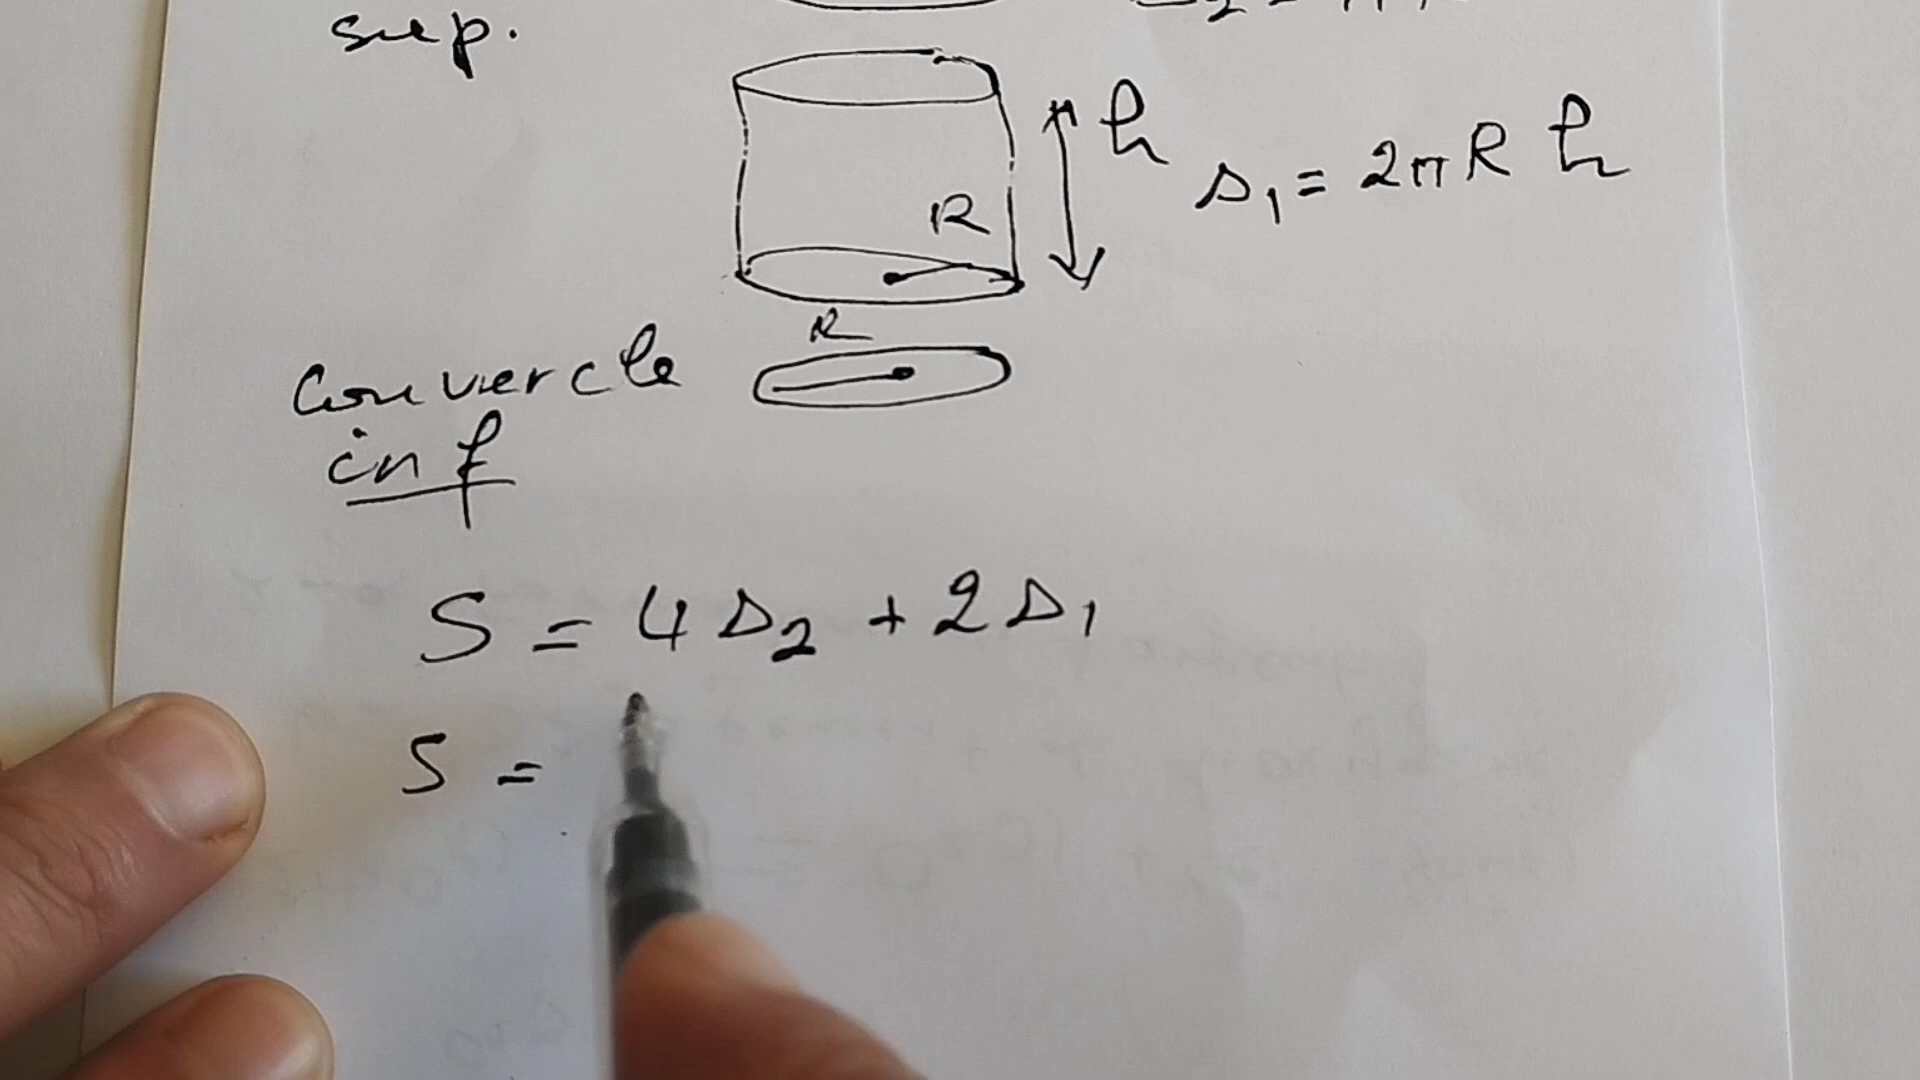 sup.
h
s₁ = 2πR h
R
R
Couvercle
inf
S = 4 s₂ + 2 s₁
S =